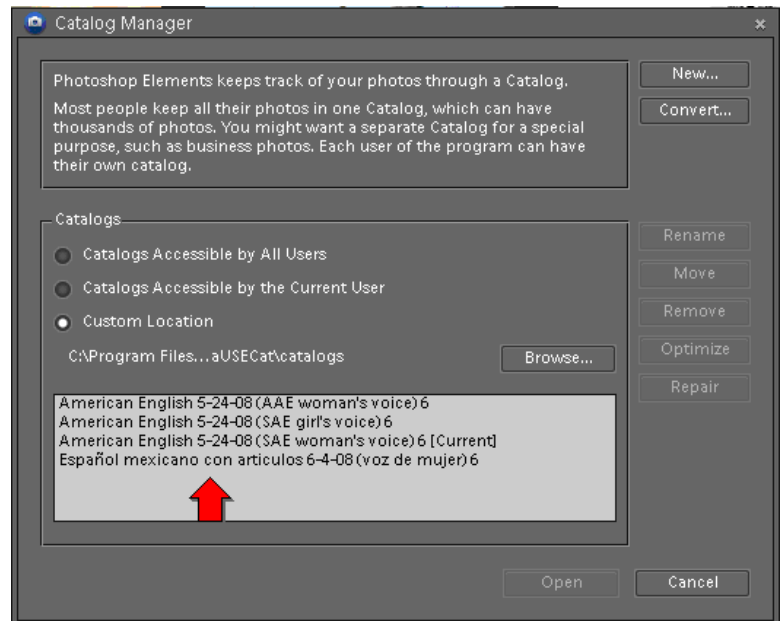 Catalog Manager
Photoshop Elements keeps track of your photos through a Catalog.
Most people keep all their photos in one Catalog, which can have
thousands of photos. You might want a separate Catalog for a special
purpose, such as business photos. Each user of the program can have
their own catalog.
New...
Convert...
Catalogs
Catalogs Accessible by All Users
Catalogs Accessible by the Current User
Custom Location
C:\Program Files...aUSECat\catalogs
Browse...
American English 5-24-08 (AAE woman's voice) 6
American English 5-24-08 (SAE girl's voice) 6
American English 5-24-08 (SAE woman's voice) 6 [Current]
Español mexicano con articulos 6-4-08 (voz de mujer) 6
Rename
Move
Remove
Optimize
Repair
Open
Cancel